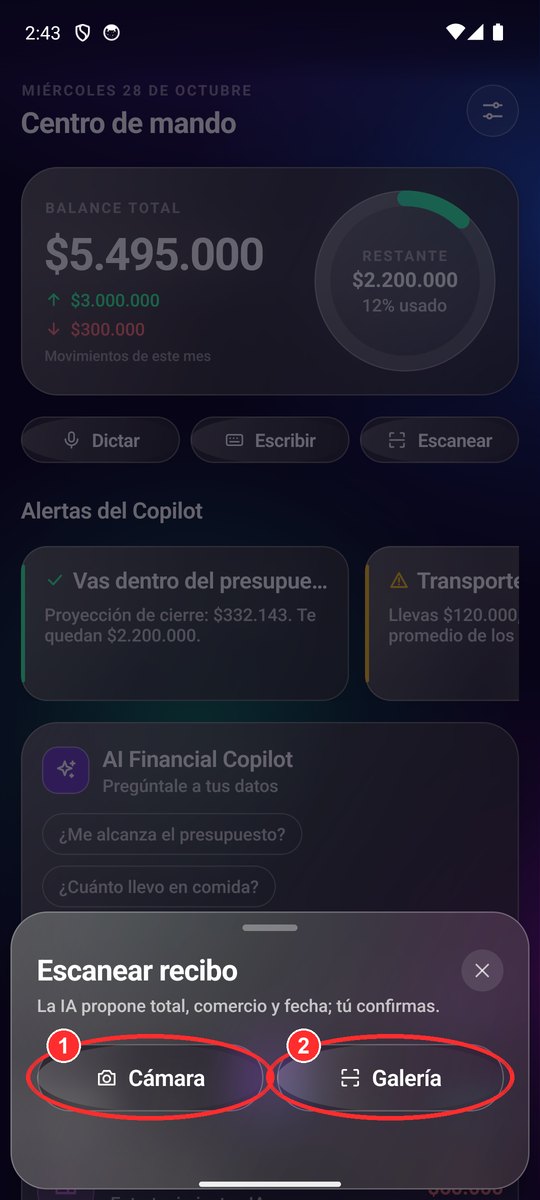 2:43
MIÉRCOLES 28 DE OCTUBRE
Centro de mando
BALANCE TOTAL
$5.495.000
$3.000.000
$300.000
Movimientos de este mes
RESTANTE
$2.200.000
12% usado
Dictar
Escribir
Escanear
Alertas del Copilot
Vas dentro del presupue...
Proyección de cierre: $332.143. Te
quedan $2.200.000.
Transporte
Llevas $120.000,
promedio de los
AI Financial Copilot
Pregúntale a tus datos
¿Me alcanza el presupuesto?
¿Cuánto llevo en comida?
Escanear recibo
La IA propone total, comercio y fecha; tú confirmas.
1
Cámara
2
Galería